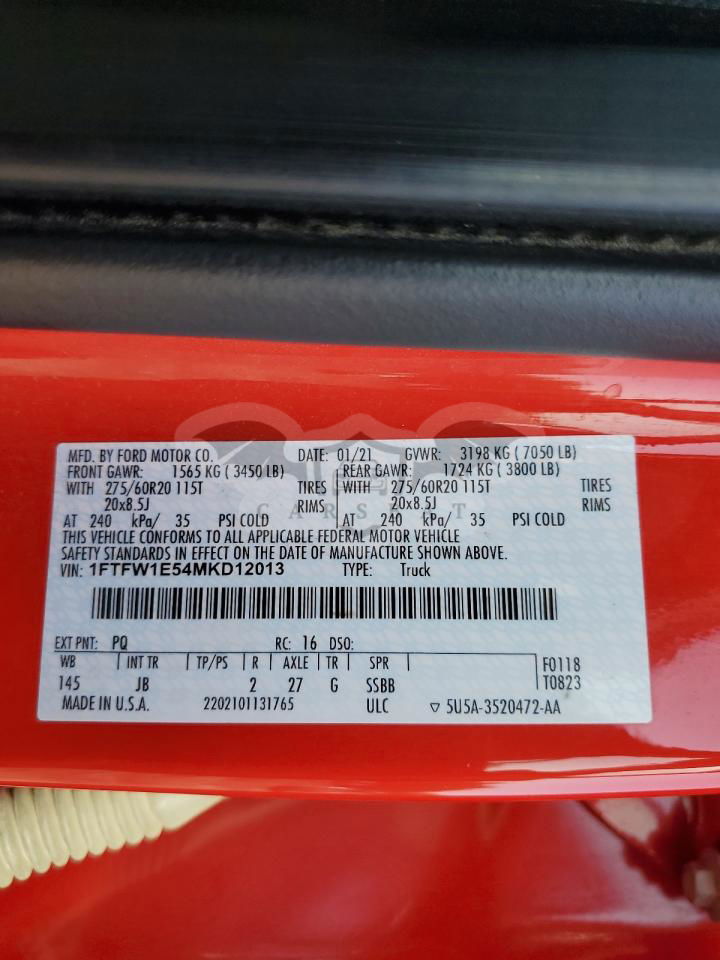 MFD. BY FORD MOTOR CO. DATE: 01/21 GVWR: 3198 KG ( 7050 LB)
FRONT GAWR: 1565 KG ( 3450 LB) REAR GAWR: 1724 KG ( 3800 LB)
WITH 275/60R20 115T TIRES WITH 275/60R20 115T TIRES
20x8.5J RIMS 20x8.5J RIMS
AT 240 kPa/ 35 PSI COLD AT 240 kPa/ 35 PSI COLD
THIS VEHICLE CONFORMS TO ALL APPLICABLE FEDERAL MOTOR VEHICLE
SAFETY STANDARDS IN EFFECT ON THE DATE OF MANUFACTURE SHOWN ABOVE.
VIN: 1FTFW1E54MKD12013 TYPE: Truck
EXT PNT: PQ RC: 16 DSO:
WB INT TR TP/PS R AXLE TR SPR F0118
145 JB 2 27 G SSBB T0823
MADE IN U.S.A. 2202101131765 ULC ▽ 5U5A-3520472-AA